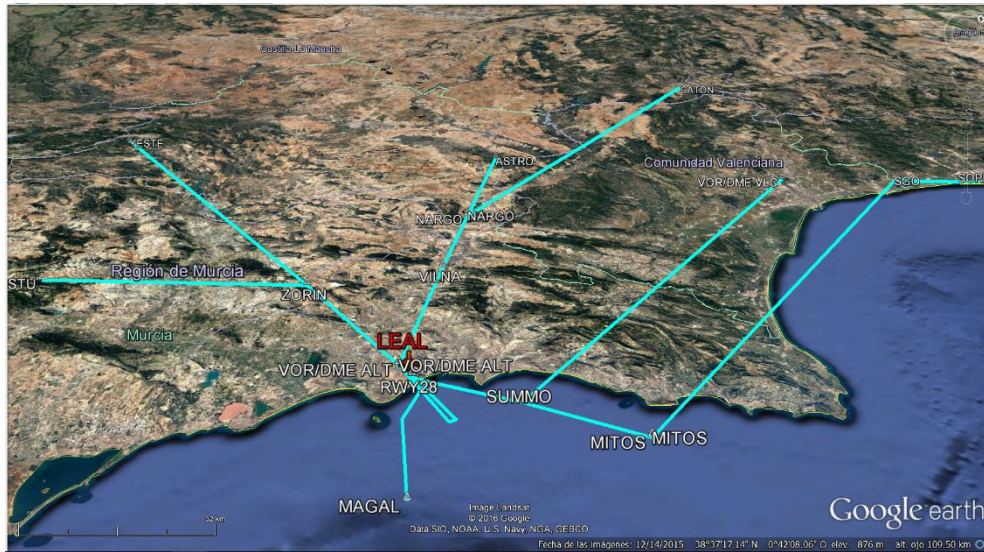 Castilla-La Mancha
CATON
YESTE
ASTRO
Comunidad Valenciana
VOR/DME VLC
SGO
SOP
NARGO NARGO
Región de Murcia
STU
VILNA
ZORIN
Murcia
LEAL
VOR/DME ALT VOR/DME ALT
RWY28
SUMMO
MITOS MITOS
MAGAL
32 km
Image Landsat
© 2016 Google
Data SIO, NOAA, U.S. Navy, NGA, GEBCO
Google earth
Fecha de las imágenes: 12/14/2015 38°37'17.14" N 0°42'08.06" O elev. 876 m alt. ojo 109.50 km